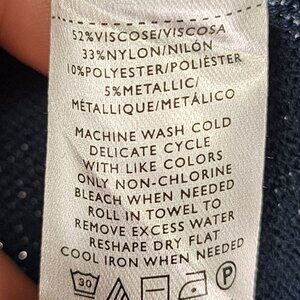 52%VISCOSE/VISCOSA
33%NYLON/NILÓN
10%POLYESTER/POLIÉSTER
5%METALLIC/
MÉTALLIQUE/METÁLICO
MACHINE WASH COLD
DELICATE CYCLE
WITH LIKE COLORS
ONLY NON-CHLORINE
BLEACH WHEN NEEDED
ROLL IN TOWEL TO
REMOVE EXCESS WATER
RESHAPE DRY FLAT
COOL IRON WHEN NEEDED
30 P